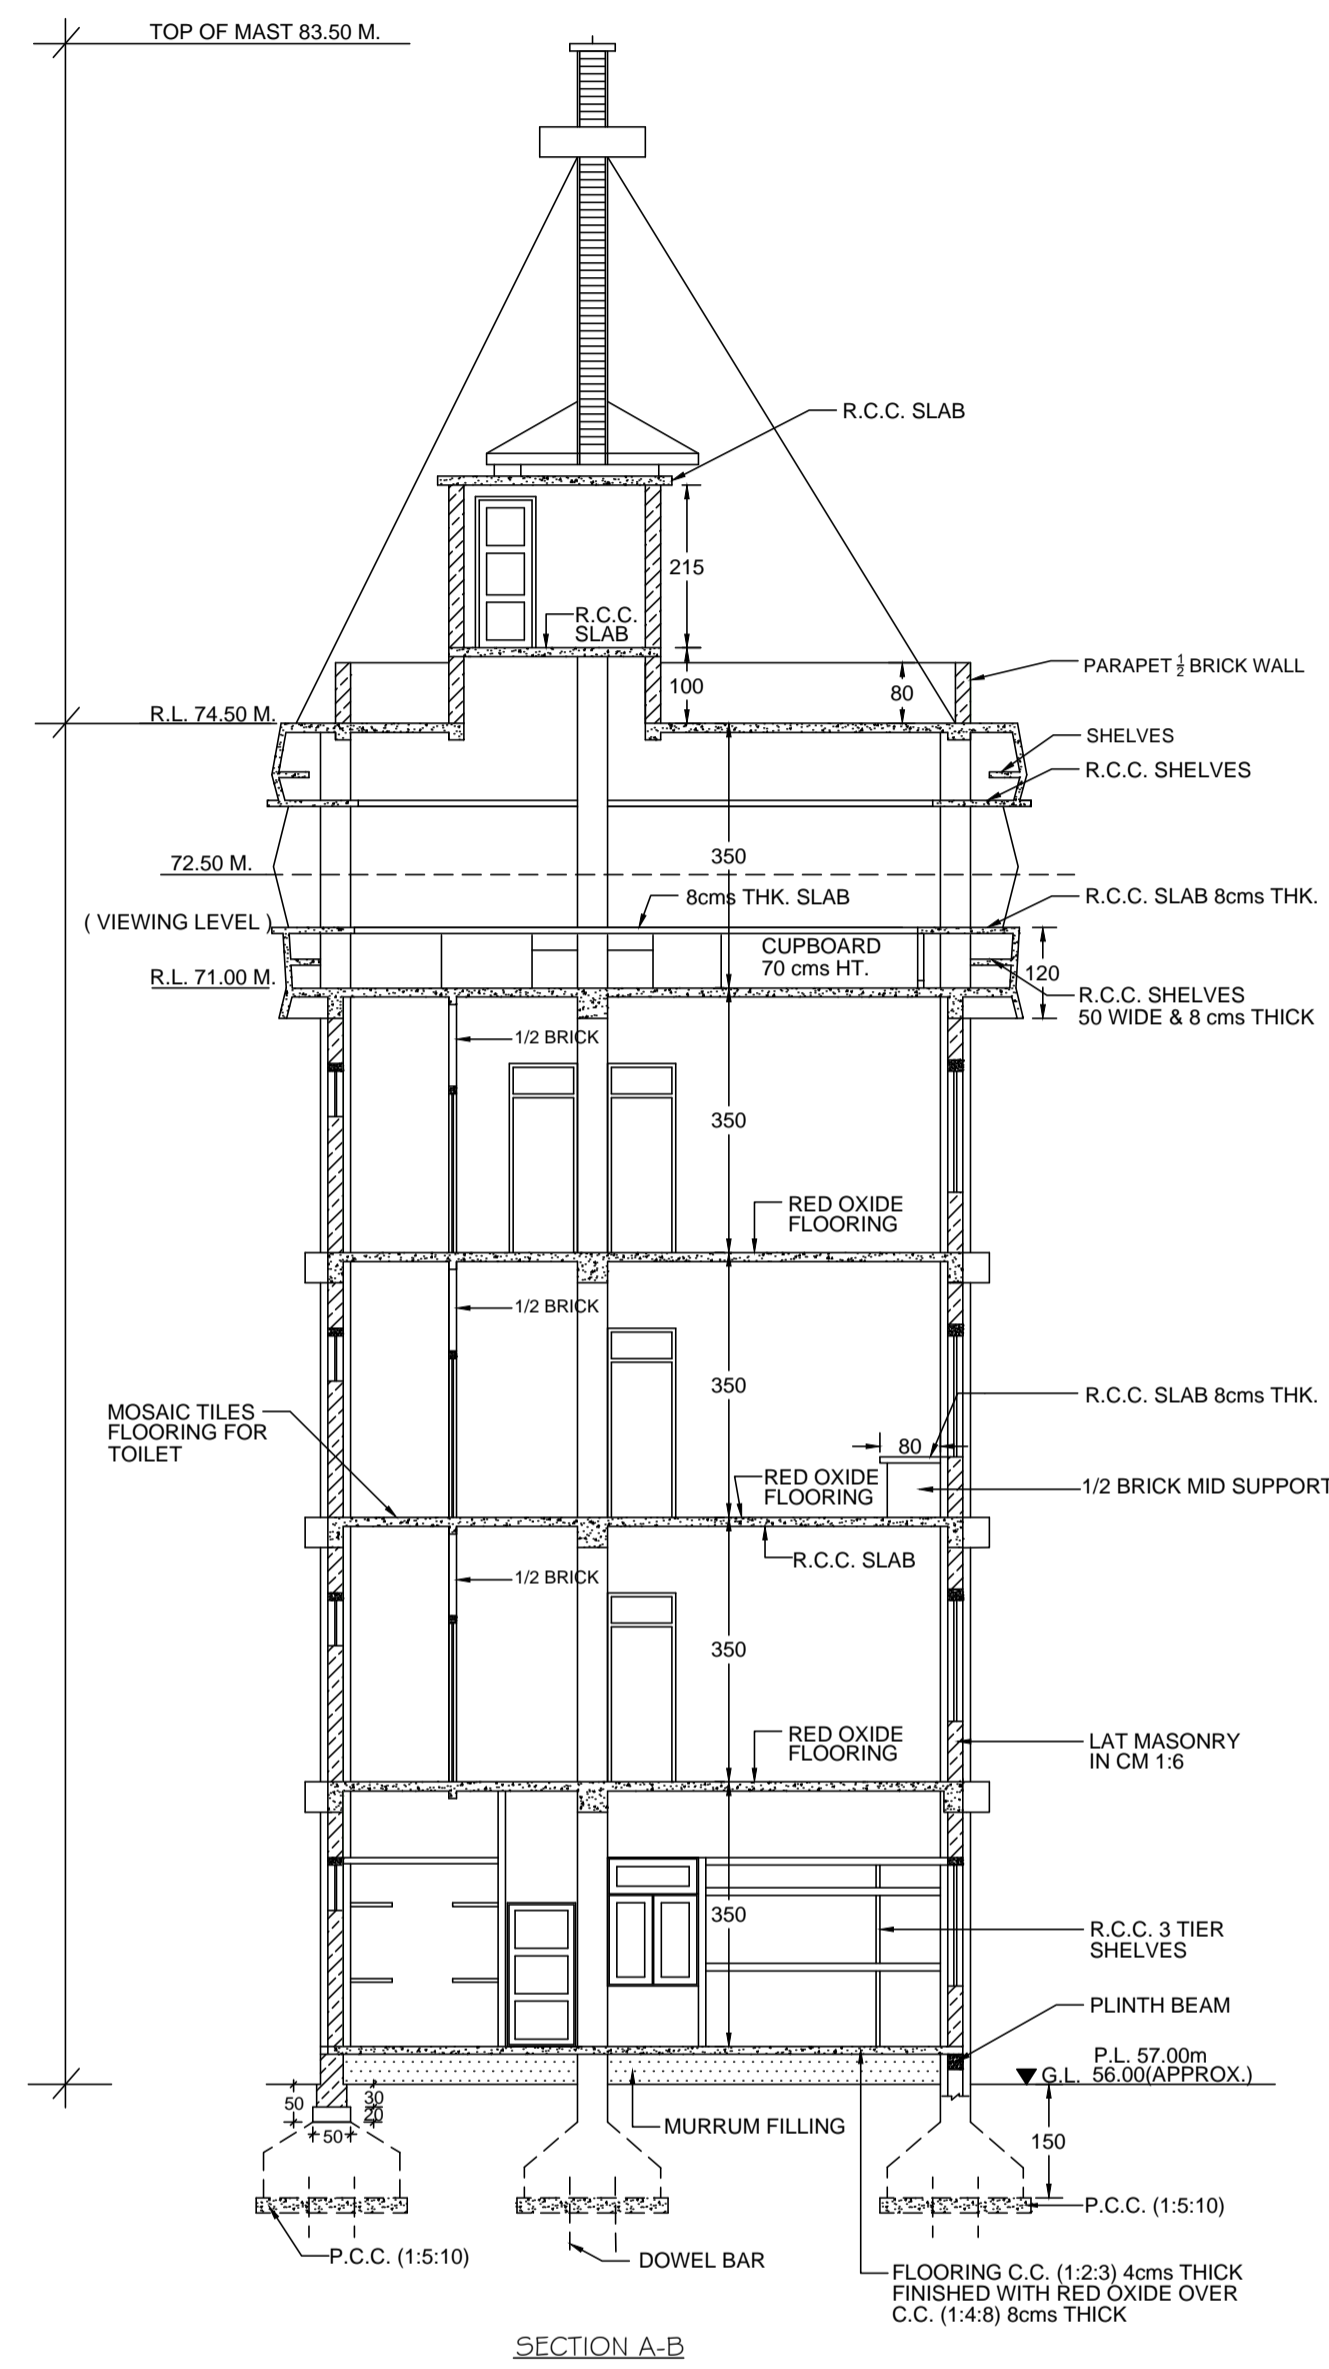 TOP OF MAST 83.50 M.
R.C.C. SLAB
215
R.C.C.
SLAB
100
80
PARAPET ½ BRICK WALL
R.L. 74.50 M.
SHELVES
R.C.C. SHELVES
350
72.50 M.
8cms THK. SLAB
R.C.C. SLAB 8cms THK.
( VIEWING LEVEL )
CUPBOARD
70 cms HT.
120
R.L. 71.00 M.
R.C.C. SHELVES
50 WIDE & 8 cms THICK
1/2 BRICK
350
RED OXIDE
FLOORING
1/2 BRICK
350
R.C.C. SLAB 8cms THK.
MOSAIC TILES
FLOORING FOR
TOILET
80
RED OXIDE
FLOORING
1/2 BRICK MID SUPPORT
R.C.C. SLAB
1/2 BRICK
350
RED OXIDE
FLOORING
LAT MASONRY
IN CM 1:6
350
R.C.C. 3 TIER
SHELVES
PLINTH BEAM
P.L. 57.00m
G.L. 56.00(APPROX.)
50
30
20
50
MURRUM FILLING
150
P.C.C. (1:5:10)
P.C.C. (1:5:10)
DOWEL BAR
FLOORING C.C. (1:2:3) 4cms THICK
FINISHED WITH RED OXIDE OVER
C.C. (1:4:8) 8cms THICK
SECTION A-B